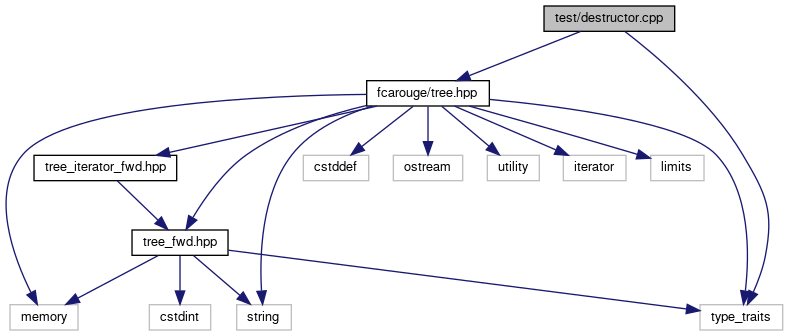 test/destructor.cpp
fcarouge/tree.hpp
tree_iterator_fwd.hpp
cstddef
ostream
utility
iterator
limits
tree_fwd.hpp
memory
cstdint
string
type_traits